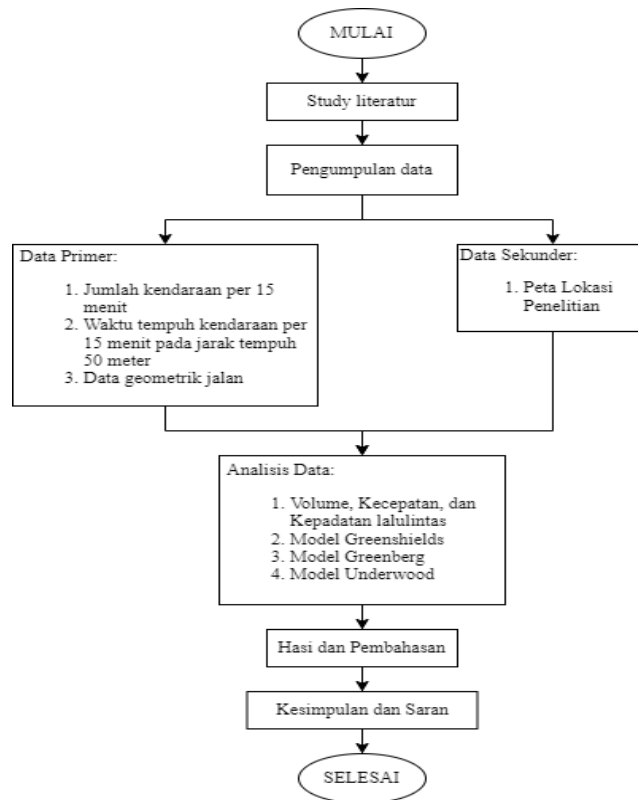 MULAI
Study literatur
Pengumpulan data
Data Primer:
1. Jumlah kendaraan per 15
menit
2. Waktu tempuh kendaraan per
15 menit pada jarak tempuh
50 meter
3. Data geometrik jalan
Data Sekunder:
1. Peta Lokasi
Penelitian
Analisis Data:
1. Volume, Kecepatan, dan
Kepadatan lalulintas
2. Model Greenshields
3. Model Greenberg
4. Model Underwood
Hasi dan Pembahasan
Kesimpulan dan Saran
SELESAI